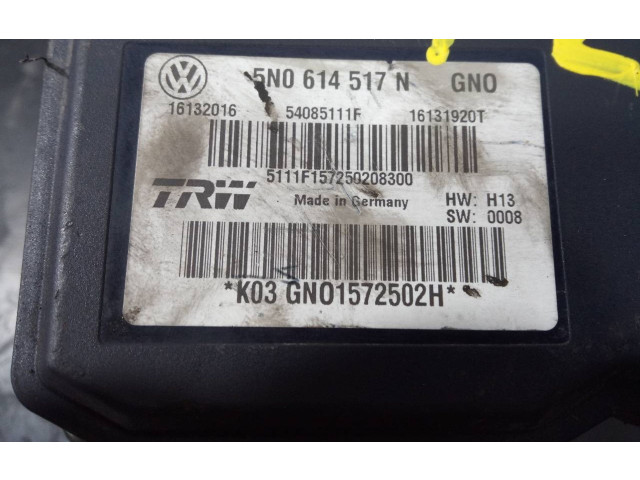 5N0 614 517 N GNO
16132016 54085111F 16131920T
5111F157250208300
TRW Made in Germany HW: H13
SW: 0008
*K03 GNO1572502H*